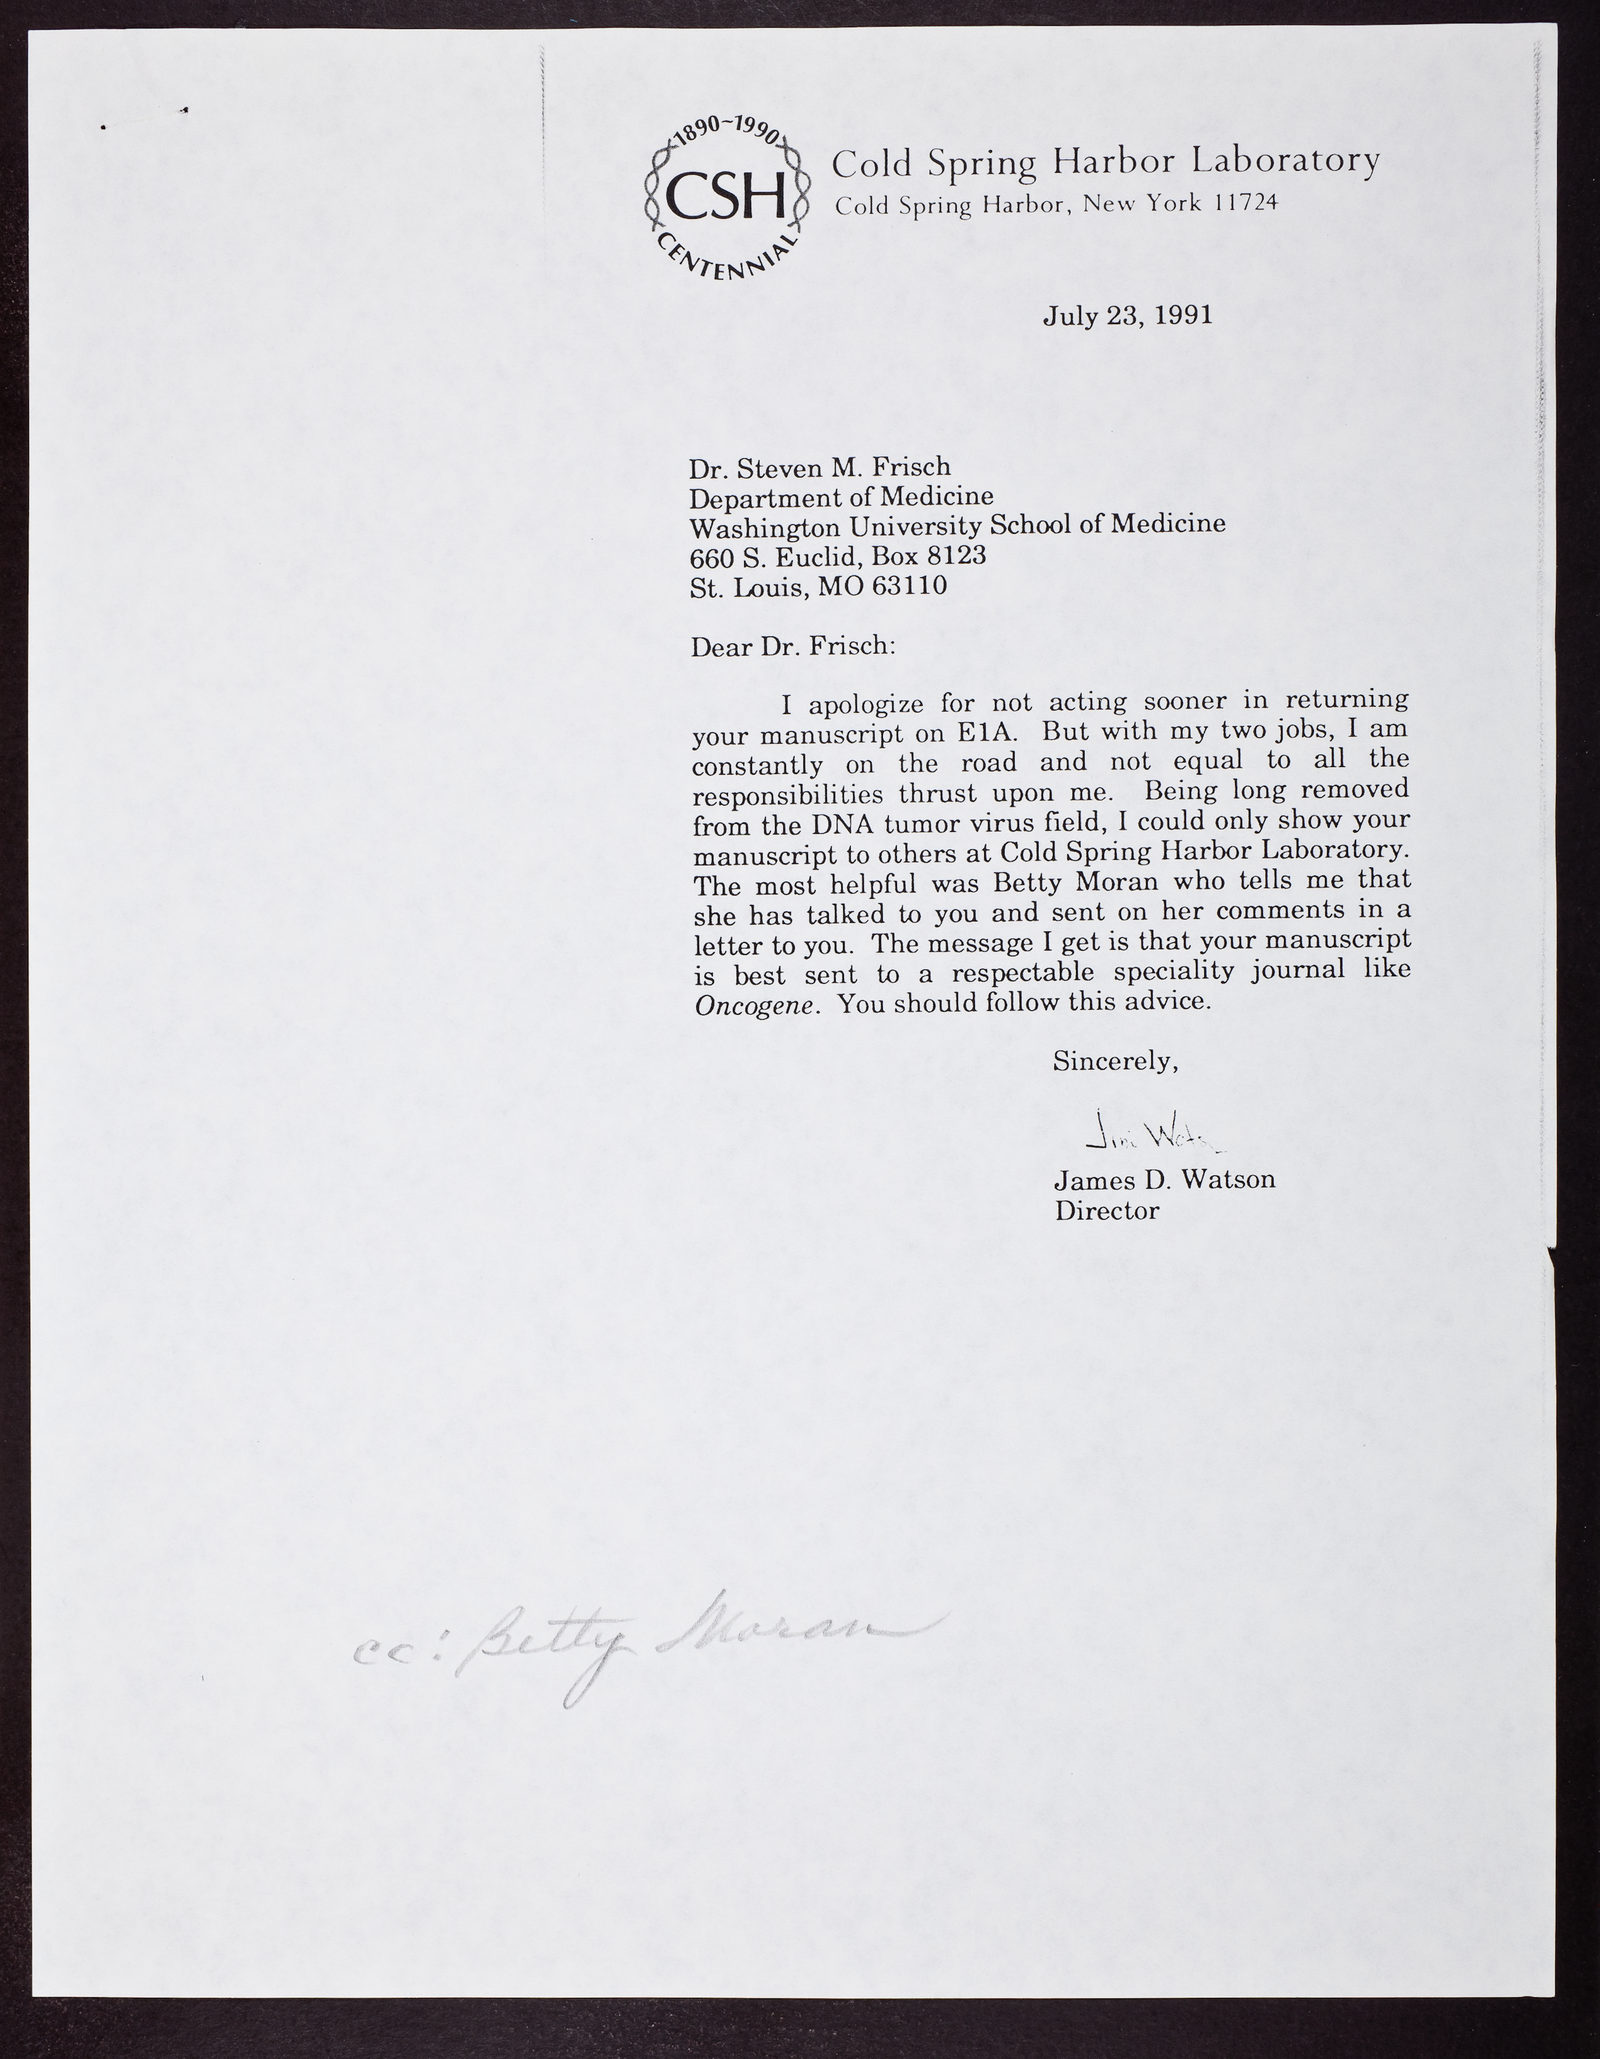 1890~1990
CSH
CENTENNIAL
Cold Spring Harbor Laboratory
Cold Spring Harbor, New York 11724
July 23, 1991
Dr. Steven M. Frisch
Department of Medicine
Washington University School of Medicine
660 S. Euclid, Box 8123
St. Louis, MO 63110
Dear Dr. Frisch:
I apologize for not acting sooner in returning
your manuscript on E1A. But with my two jobs, I am
constantly on the road and not equal to all the
responsibilities thrust upon me. Being long removed
from the DNA tumor virus field, I could only show your
manuscript to others at Cold Spring Harbor Laboratory.
The most helpful was Betty Moran who tells me that
she has talked to you and sent on her comments in a
letter to you. The message I get is that your manuscript
is best sent to a respectable speciality journal like
Oncogene. You should follow this advice.
Sincerely,
Jim Watson
James D. Watson
Director
cc: Betty Moran